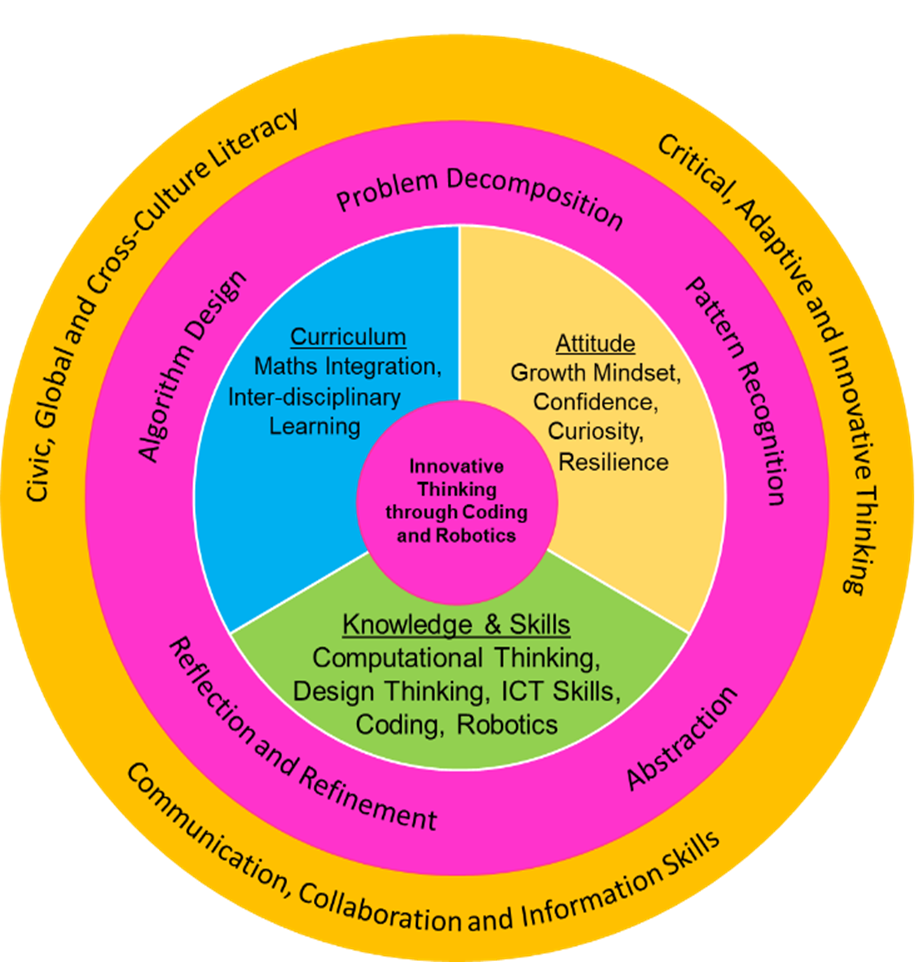 Civic, Global and Cross-Culture Literacy
Critical, Adaptive and Innovative Thinking
Communication, Collaboration and Information Skills
Problem Decomposition
Pattern Recognition
Abstraction
Reflection and Refinement
Algorithm Design
Curriculum
Maths Integration,
Inter-disciplinary
Learning
Attitude
Growth Mindset,
Confidence,
Curiosity,
Resilience
Innovative
Thinking
through Coding
and Robotics
Knowledge & Skills
Computational Thinking,
Design Thinking, ICT Skills,
Coding, Robotics